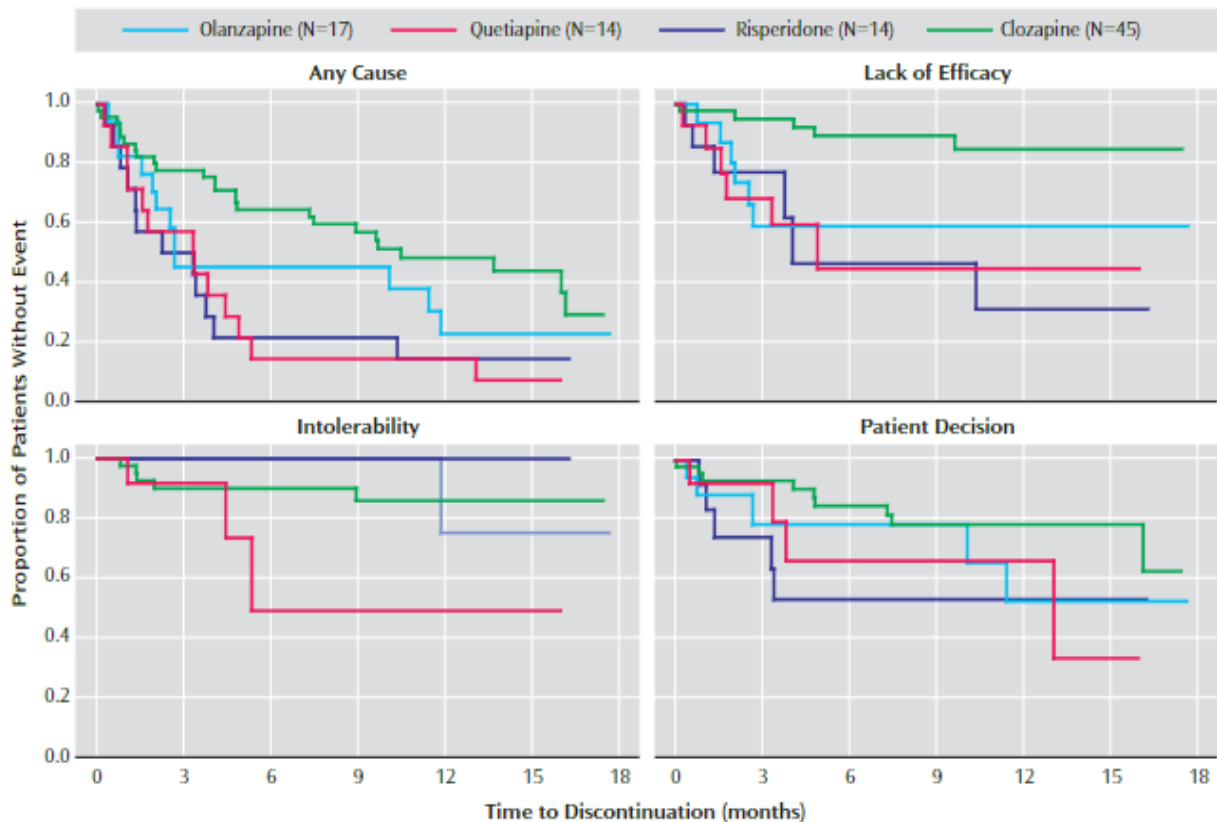 Olanzapine (N=17) Quetiapine (N=14) Risperidone (N=14) Clozapine (N=45)
Any Cause Lack of Efficacy
1.0
0.8
0.6
0.4
0.2
0.0
Intolerability Patient Decision
1.0
0.8
0.6
0.4
0.2
0.0
0 3 6 9 12 15 18 0 3 6 9 12 15 18
Time to Discontinuation (months)
Proportion of Patients Without Event